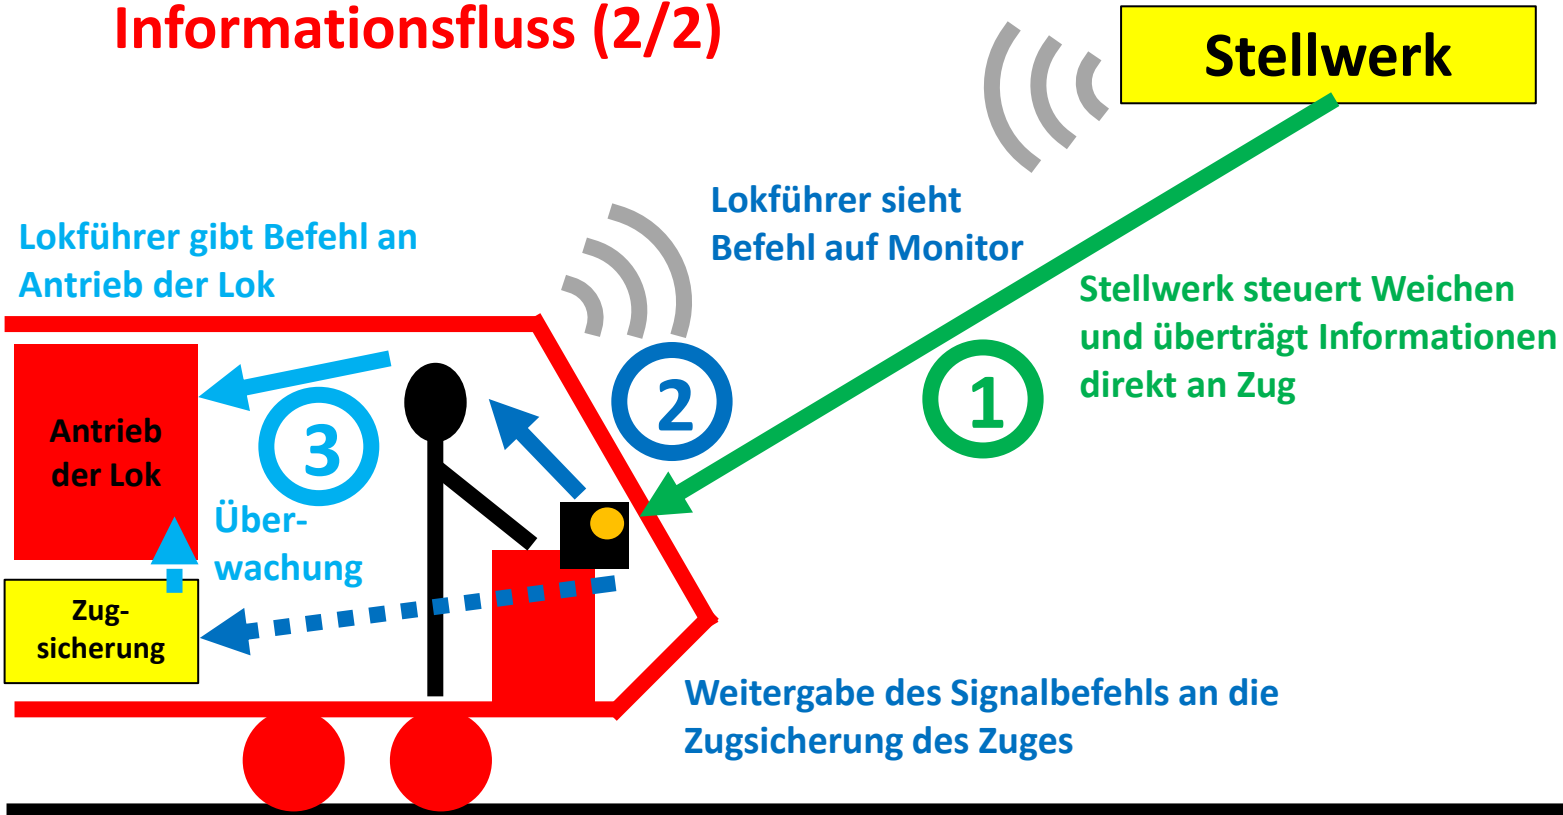 Informationsfluss (2/2)
Stellwerk
Lokführer sieht
Befehl auf Monitor
Lokführer gibt Befehl an
Antrieb der Lok
Stellwerk steuert Weichen
und überträgt Informationen
direkt an Zug
1
2
3
Antrieb
der Lok
Über-
wachung
Zug-
sicherung
Weitergabe des Signalbefehls an die
Zugsicherung des Zuges